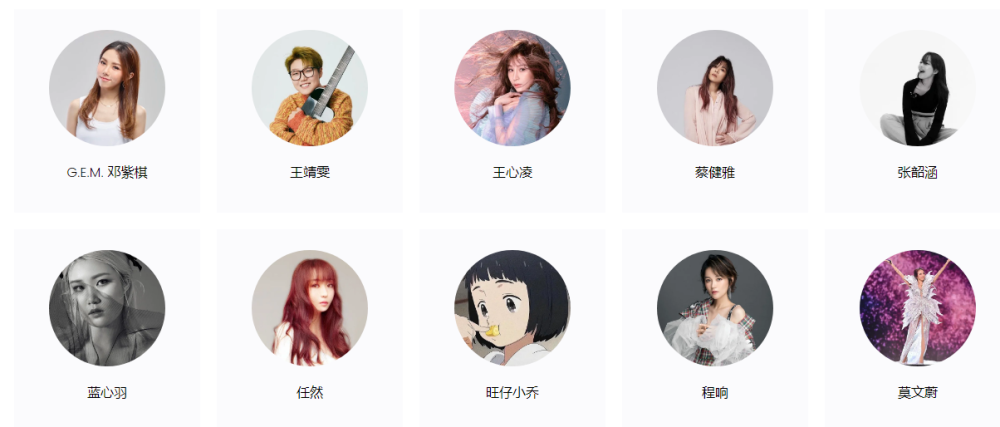 G.E.M. 邓紫棋
王靖雯
王心凌
蔡健雅
张韶涵
蓝心羽
任然
旺仔小乔
程响
莫文蔚